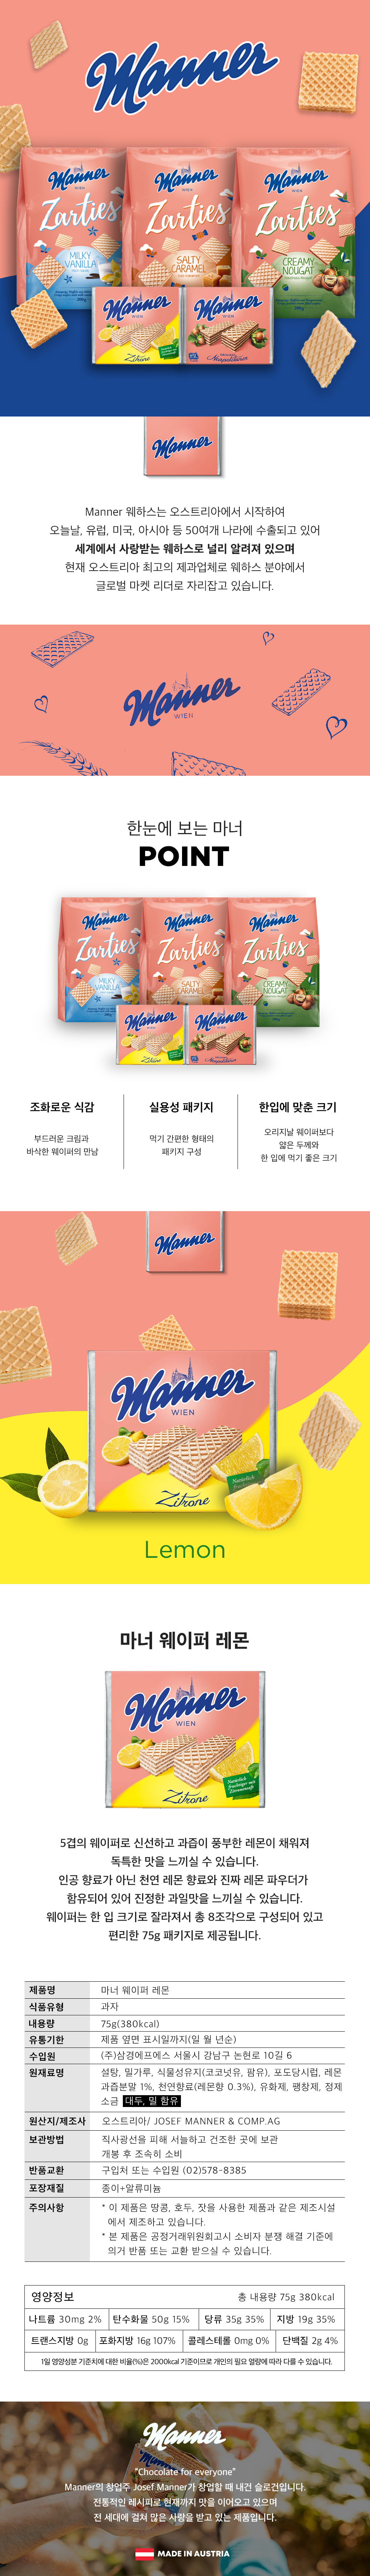 Manner
Manner
WIEN
Zarties
MILKY
VANILLA
Manner
WIEN
Zarties
SALTY
CARAMEL
Manner
WIEN
Zarties
CREAMY
NOUGAT
Manner
WIEN
Zitrone
Manner
WIEN
Neapolitaner
Manner
Manner 웨하스는 오스트리아에서 시작하여
오늘날, 유럽, 미국, 아시아 등 50여개 나라에 수출되고 있어
세계에서 사랑받는 웨하스로 널리 알려져 있으며
현재 오스트리아 최고의 제과업체로 웨하스 분야에서
글로벌 마켓 리더로 자리잡고 있습니다.
Manner
WIEN
한눈에 보는 마너
POINT
Manner
Zarties
MILKY
VANILLA
Manner
Zarties
SALTY
CARAMEL
Manner
Zarties
CREAMY
NOUGAT
Manner
Zitrone
Manner
조화로운 식감
부드러운 크림과
바삭한 웨이퍼의 만남
실용성 패키지
먹기 간편한 형태의
패키지 구성
한입에 맞춘 크기
오리지날 웨이퍼보다
얇은 두께와
한 입에 먹기 좋은 크기
Manner
Manner
WIEN
Natürlich
Zitrone
Lemon
마너 웨이퍼 레몬
Manner
WIEN
Natürlich
fruchtiger mit
Zitronensaft
Zitrone
5겹의 웨이퍼로 신선하고 과즙이 풍부한 레몬이 채워져
독특한 맛을 느끼실 수 있습니다.
인공 향료가 아닌 천연 레몬 향료와 진짜 레몬 파우더가
함유되어 있어 진정한 과일맛을 느끼실 수 있습니다.
웨이퍼는 한 입 크기로 잘라져서 총 8조각으로 구성되어 있고
편리한 75g 패키지로 제공됩니다.
제품명 마너 웨이퍼 레몬
식품유형 과자
내용량 75g(380kcal)
유통기한 제품 옆면 표시일까지(일 월 년순)
수입원 (주)삼경에프에스 서울시 강남구 논현로 10길 6
원재료명 설탕, 밀가루, 식물성유지(코코넛유, 팜유), 포도당시럽, 레몬
과즙분말 1%, 천연향료(레몬향 0.3%), 유화제, 팽창제, 정제
소금 대두, 밀 함유
원산지/제조사 오스트리아/ JOSEF MANNER & COMP.AG
보관방법 직사광선을 피해 서늘하고 건조한 곳에 보관
개봉 후 조속히 소비
반품교환 구입처 또는 수입원 (02)578-8385
포장재질 종이+알류미늄
주의사항 * 이 제품은 땅콩, 호두, 잣을 사용한 제품과 같은 제조시설
에서 제조하고 있습니다.
* 본 제품은 공정거래위원회고시 소비자 분쟁 해결 기준에
의거 반품 또는 교환 받으실 수 있습니다.
영양정보 총 내용량 75g 380kcal
나트륨 30mg 2% 탄수화물 50g 15% 당류 35g 35% 지방 19g 35%
트랜스지방 0g 포화지방 16g 107% 콜레스테롤 0mg 0% 단백질 2g 4%
1일 영양성분 기준치에 대한 비율(%)은 2000kcal 기준이므로 개인의 필요 열량에 따라 다를 수 있습니다.
Manner
"Chocolate for everyone"
Manner의 창업주 Josef Manner가 창업할 때 내건 슬로건입니다.
전통적인 레시피로 현재까지 맛을 이어오고 있으며
전 세대에 걸쳐 많은 사랑을 받고 있는 제품입니다.
MADE IN AUSTRIA